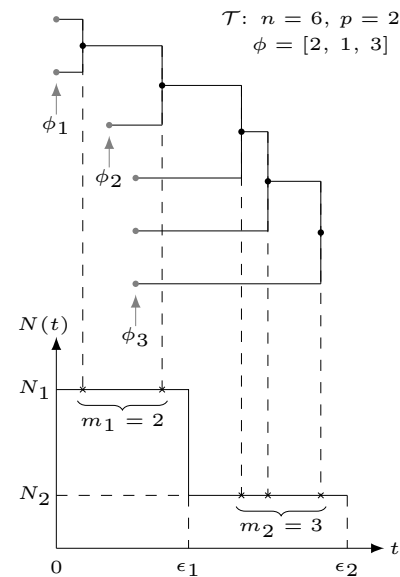 𝒯: n = 6, p = 2
ϕ = [2, 1, 3]
ϕ₁
ϕ₂
ϕ₃
N(t)
N₁
m₁ = 2
N₂
m₂ = 3
t
0 ϵ₁ ϵ₂